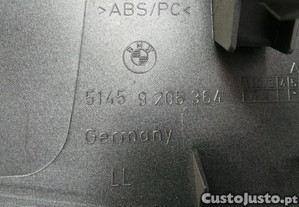 >ABS/PC<
BMW
5145 9 205 364
Germany
LL
CustoJusto.pt